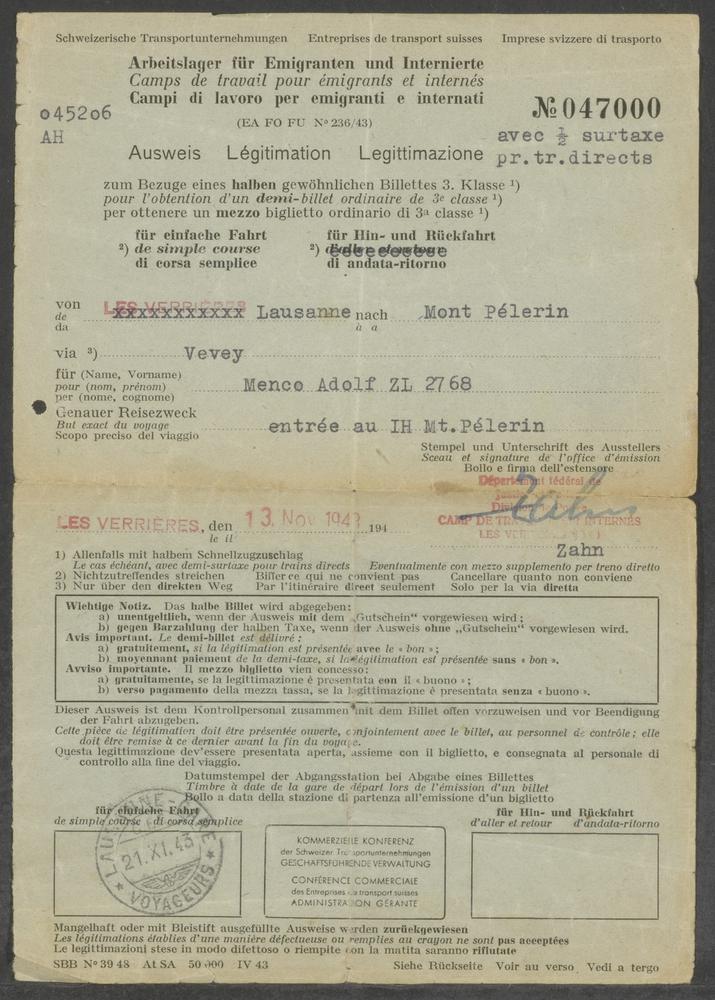 Schweizerische Transportunternehmungen Entreprises de transport suisses Imprese svizzere di trasporto
Arbeitslager für Emigranten und Internierte
Camps de travail pour émigrants et internés
Campi di lavoro per emigranti e internati
045206
AH
(EA FO FU Nº 236/43)
№ 047000
avec ½ surtaxe
pr.tr.directs
Ausweis Légitimation Legittimazione
zum Bezuge eines halben gewöhnlichen Billettes 3. Klasse ¹)
pour l'obtention d'un demi-billet ordinaire de 3e classe ¹)
per ottenere un mezzo biglietto ordinario di 3a classe ¹)
für einfache Fahrt für Hin- und Rückfahrt
²) de simple course ²) d'aller et retour
di corsa semplice di andata-ritorno
von
de
da
LES VERRIÈRES xxxxxxxxxxx Lausanne nach Mont Pélerin
à a
via ³) Vevey
für (Name, Vorname)
pour (nom, prénom) Menco Adolf ZL 2768
per (nome, cognome)
Genauer Reisezweck
But exact du voyage entrée au IH Mt.Pélerin
Scopo preciso del viaggio
Stempel und Unterschrift des Ausstellers
Sceau et signature de l'office d'émission
Bollo e firma dell'estensore
Département fédéral de
CAMP DE INTERNÉS
LES
Zahn
LES VERRIÈRES, den 13. Nov 1943 194
le il
Zahn
1) Allenfalls mit halbem Schnellzugzuschlag
Le cas échéant, avec demi-surtaxe pour trains directs Eventualmente con mezzo supplemento per treno diretto
2) Nichtzutreffendes streichen Biffer ce qui ne convient pas Cancellare quanto non conviene
3) Nur über den direkten Weg Par l'itinéraire direct seulement Solo per la via diretta
Wichtige Notiz. Das halbe Billet wird abgegeben:
a) unentgeltlich, wenn der Ausweis mit dem „Gutschein“ vorgewiesen wird;
b) gegen Barzahlung der halben Taxe, wenn der Ausweis ohne „Gutschein“ vorgewiesen wird.
Avis important. Le demi-billet est délivré:
a) gratuitement, si la légitimation est présentée avec le « bon »;
b) moyennant paiement de la demi-taxe, si la légitimation est présentée sans « bon ».
Avviso importante. Il mezzo biglietto vien concesso:
a) gratuitamente, se la legittimazione è presentata con il « buono »;
b) verso pagamento della mezza tassa, se la legittimazione è presentata senza « buono ».
Dieser Ausweis ist dem Kontrollpersonal zusammen mit dem Billet offen vorzuweisen und vor Beendigung
der Fahrt abzugeben.
Cette pièce de légitimation doit être présentée ouverte, conjointement avec le billet, au personnel de contrôle; elle
doit être remise à ce dernier avant la fin du voyage.
Questa legittimazione dev'essere presentata aperta, assieme con il biglietto, e consegnata al personale di
controllo alla fine del viaggio.
Datumstempel der Abgangsstation bei Abgabe eines Billettes
Timbre à date de la gare de départ lors de l'émission d'un billet
Bollo a data della stazione di partenza all'emissione d'un biglietto
für einfache Fahrt für Hin- und Rückfahrt
de simple course di corsa semplice d'aller et retour d'andata-ritorno
LAUSANNE-GARE
21.XI.43
VOYAGEURS
KOMMERZIELLE KONFERENZ
der Schweizer Transportunternehmungen
GESCHÄFTSFÜHRENDE VERWALTUNG
CONFÉRENCE COMMERCIALE
des Entreprises de transport suisses
ADMINISTRATION GÉRANTE
Mangelhaft oder mit Bleistift ausgefüllte Ausweise werden zurückgewiesen
Les légitimations établies d'une manière défectueuse ou remplies au crayon ne sont pas acceptées
Le legittimazioni stese in modo difettoso o riempite con la matita saranno rifiutate
SBB Nº 39 48 At SA 50 000 IV 43 Siehe Rückseite Voir au verso Vedi a tergo